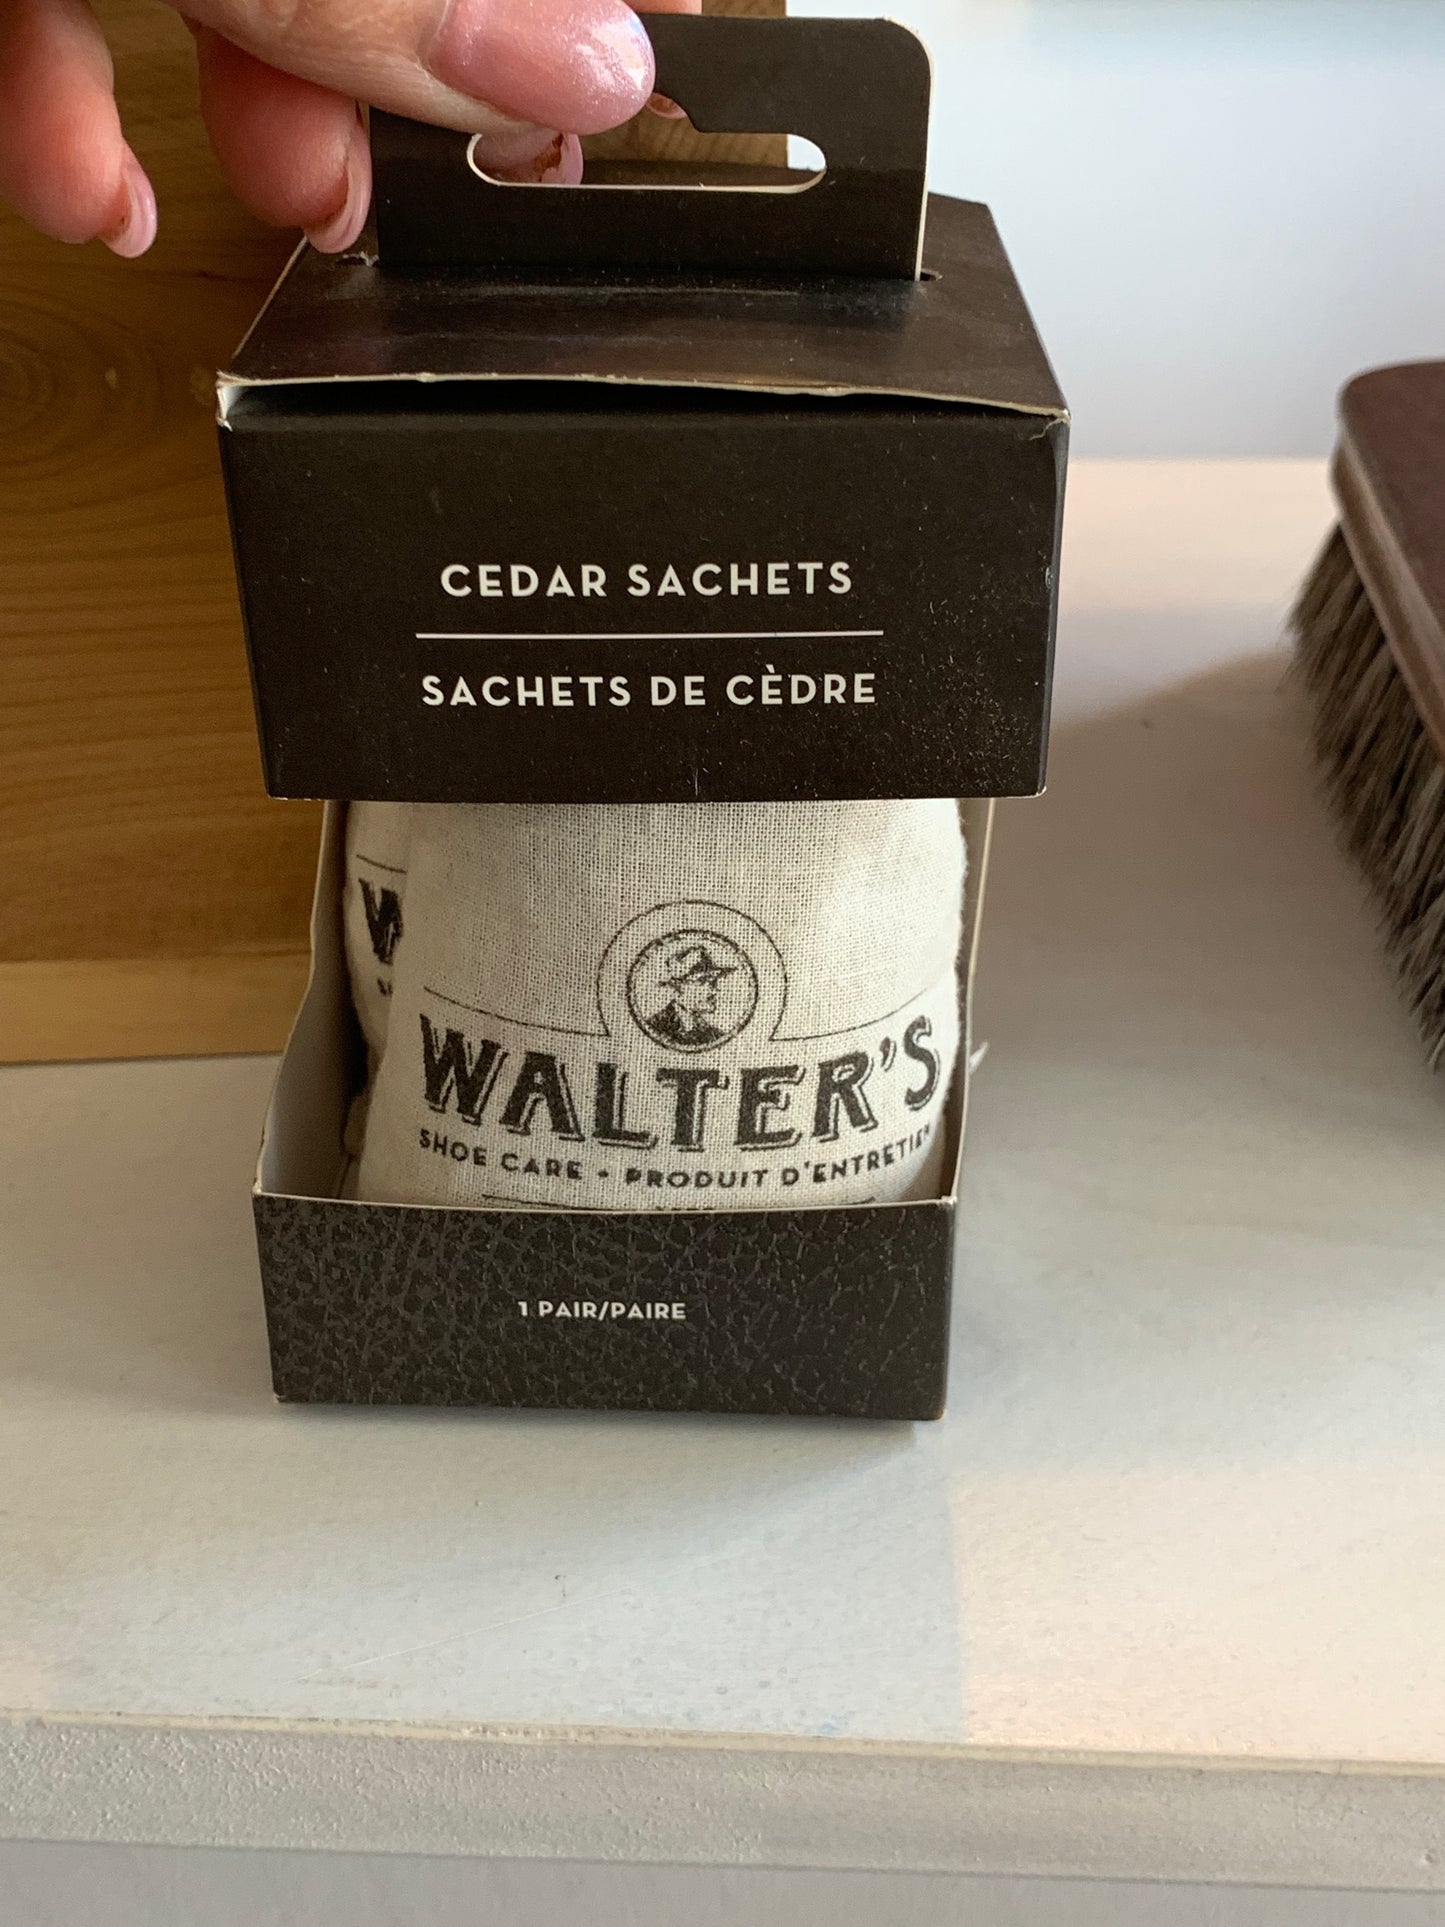 CEDAR SACHETS
SACHETS DE CÈDRE
WALTER'S
SHOE CARE • PRODUIT D'ENTRETIEN
1 PAIR/PAIRE